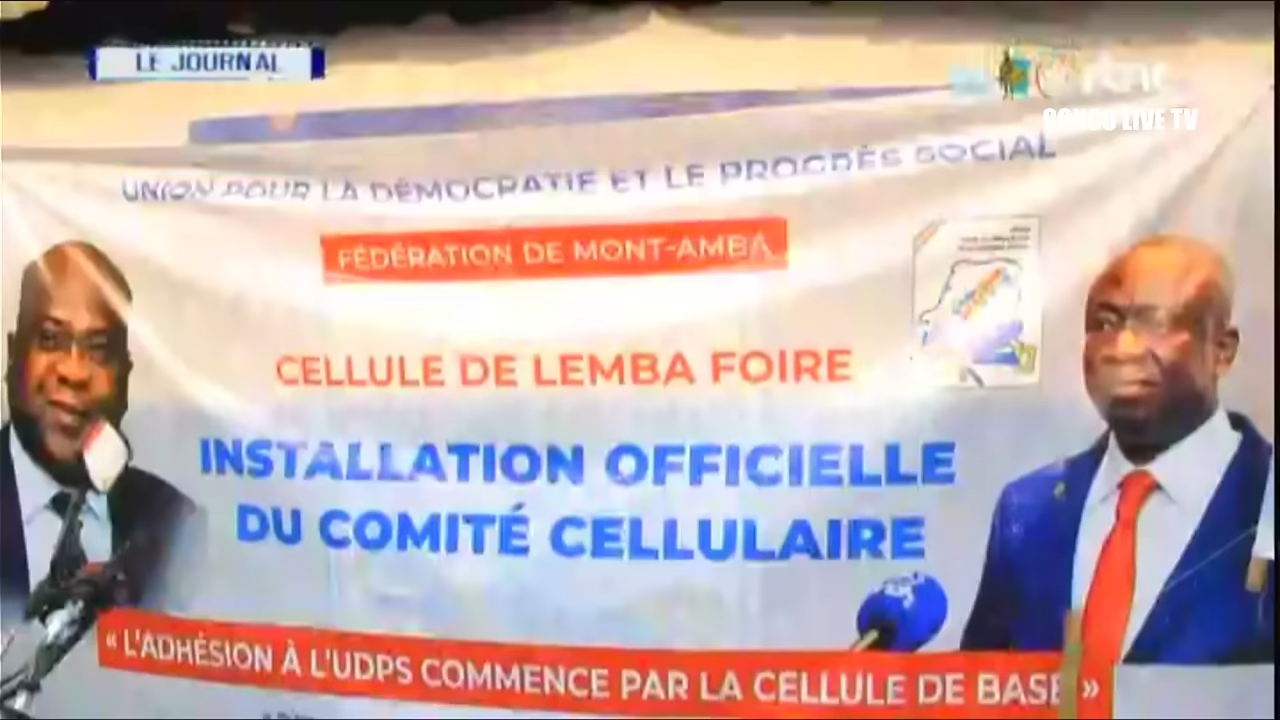 LE JOURNAL
CONGO LIVE TV
UNION POUR LA DÉMOCRATIE ET LE PROGRÈS SOCIAL
FÉDÉRATION DE MONT-AMBA
CELLULE DE LEMBA FOIRE
INSTALLATION OFFICIELLE
DU COMITÉ CELLULAIRE
« L'ADHÉSION À L'UDPS COMMENCE PAR LA CELLULE DE BASE »